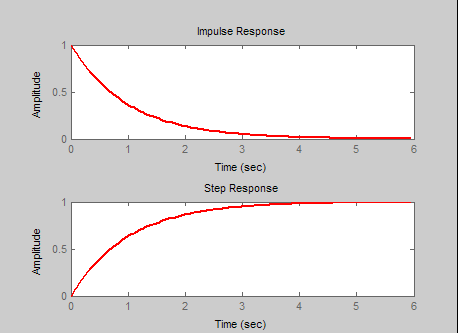 Impulse Response
1
0.5
0
Amplitude
0 1 2 3 4 5 6
Time (sec)
Step Response
1
0.5
0
Amplitude
0 1 2 3 4 5 6
Time (sec)